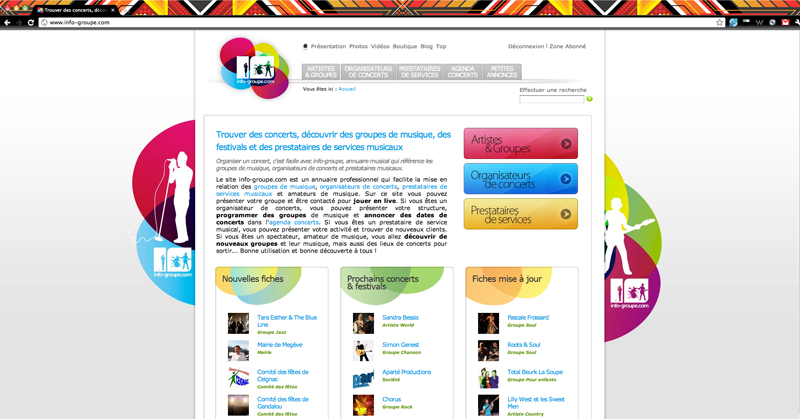 Trouver des concerts, déco
www.info-groupe.com
info-groupe.com
Présentation Photos Vidéos Boutique Blog Top
Déconnexion | Zone Abonné
ARTISTES & GROUPES
ORGANISATEURS DE CONCERTS
PRESTATAIRES DE SERVICES
AGENDA CONCERTS
PETITES ANNONCES
Vous êtes ici : Accueil
Effectuer une recherche
Trouver des concerts, découvrir des groupes de musique, des
festivals et des prestataires de services musicaux
Organiser un concert, c'est facile avec info-groupe, annuaire musical qui référence les
groupes de musique, organisateurs de concerts et prestataires musicaux.
Le site info-groupe.com est un annuaire professionnel qui facilite la mise en
relation des groupes de musique, organisateurs de concerts, prestataires de
services musicaux et amateurs de musique. Sur ce site vous pouvez
présenter votre groupe et être contacté pour jouer en live. Si vous êtes un
organisateur de concerts, vous pouvez présenter votre structure,
programmer des groupes de musique et annoncer des dates de
concerts dans l'agenda concerts. Si vous êtes un prestataire de service
musical, vous pouvez présenter votre activité et trouver de nouveaux clients.
Si vous êtes un spectateur, amateur de musique, vous allez découvrir de
nouveaux groupes et leur musique, mais aussi des lieux de concerts pour
sortir... Bonne utilisation et bonne découverte à tous !
Artistes
&Groupes
Organisateurs
de concerts
Prestataires
de services
info-groupe.com
info-groupe.com
Nouvelles fiches
Tara Esther & The Blue
Line
Groupe Jazz
Mairie de Megève
Mairie
Comité des fêtes de
Ceignac
Comité des fêtes
Comité des fêtes de
Gandalou
Comité des fêtes
Prochains concerts
& festivals
Sandra Bessis
Artiste World
Simon Genest
Groupe Chanson
Aparté Productions
Société
Chorus
Groupe Rock
Fiches mise à jour
Pascale Frossard
Groupe Soul
Roots & Soul
Groupe Soul
Total Beurk La Soupe
Groupe Pour enfants
Lilly West et les Sweet
Men
Artiste Country